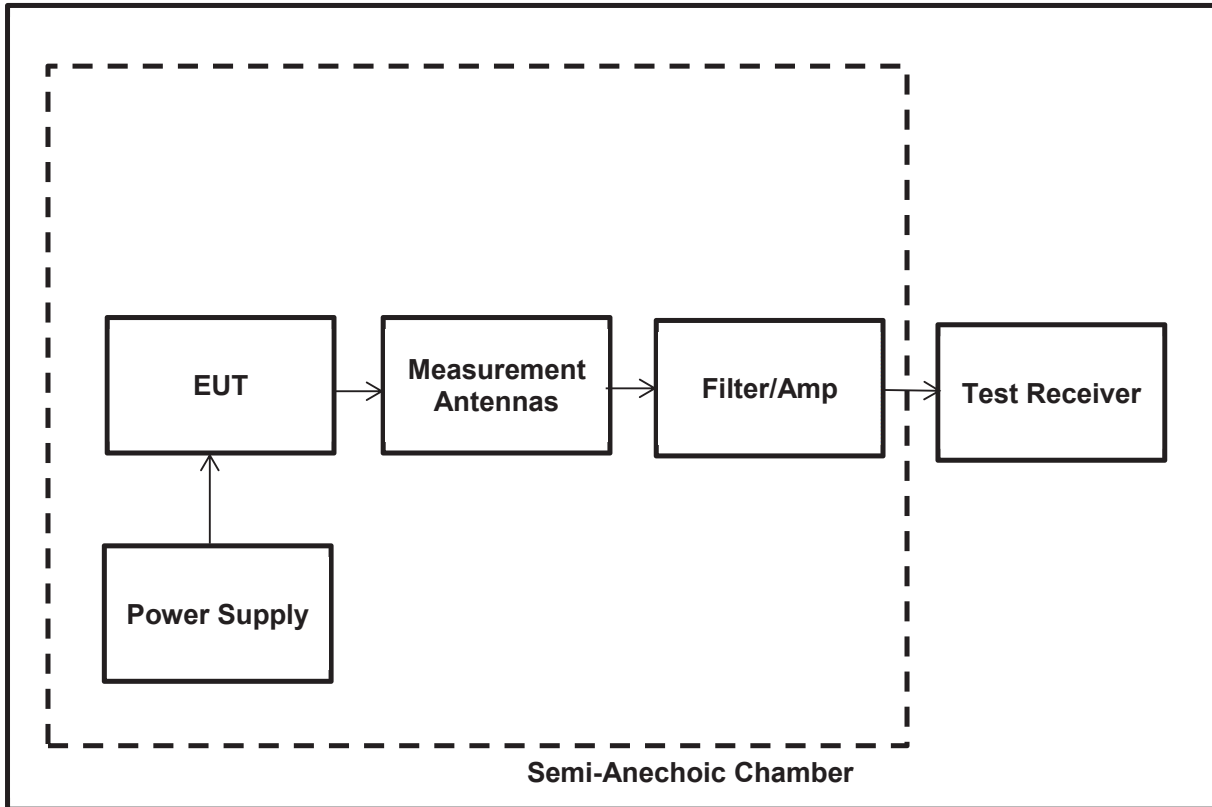 EUT
Measurement
Antennas
Filter/Amp
Test Receiver
Power Supply
Semi-Anechoic Chamber